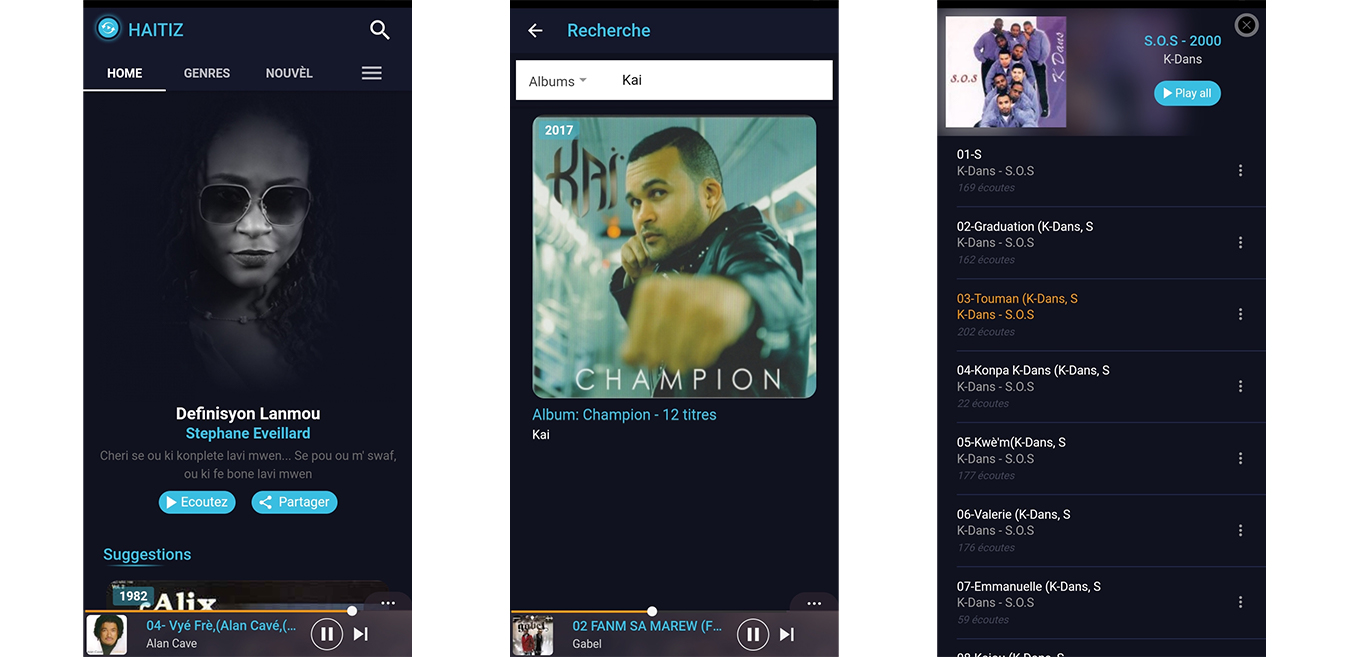 HAITIZ
HOME GENRES NOUVÈL
Definisyon Lanmou
Stephane Eveillard
Cheri se ou ki konplete lavi mwen... Se pou ou m' swaf,
ou ki fe bone lavi mwen
Ecoutez Partager
Suggestions
1982
Alix
04- Vyé Frè,(Alan Cavé,(...
Alan Cave
Recherche
Albums Kai
2017
KAI
CHAMPION
Album: Champion - 12 titres
Kai
02 FANM SA MAREW (F...
Gabel
S.O.S
K-Dans
S.O.S - 2000
K-Dans
Play all
01-S
K-Dans - S.O.S
169 écoutes
02-Graduation (K-Dans, S
K-Dans - S.O.S
162 écoutes
03-Touman (K-Dans, S
K-Dans - S.O.S
202 écoutes
04-Konpa K-Dans (K-Dans, S
K-Dans - S.O.S
22 écoutes
05-Kwè'm(K-Dans, S
K-Dans - S.O.S
177 écoutes
06-Valerie (K-Dans, S
K-Dans - S.O.S
176 écoutes
07-Emmanuelle (K-Dans, S
K-Dans - S.O.S
59 écoutes